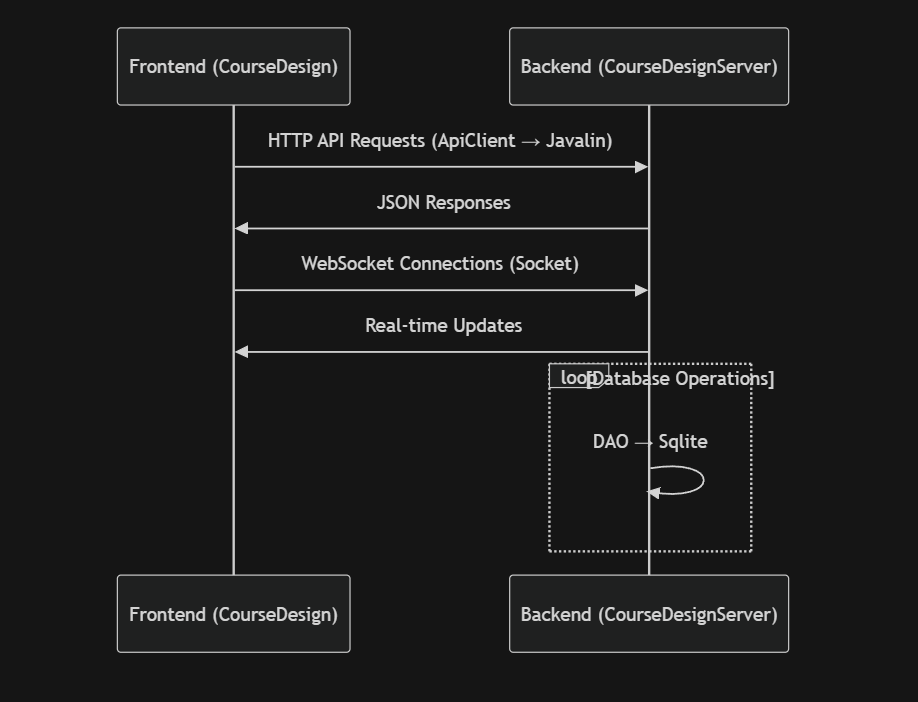 Frontend (CourseDesign)
Backend (CourseDesignServer)
HTTP API Requests (ApiClient → Javalin)
JSON Responses
WebSocket Connections (Socket)
Real-time Updates
loop
[Database Operations]
DAO → Sqlite
Frontend (CourseDesign)
Backend (CourseDesignServer)